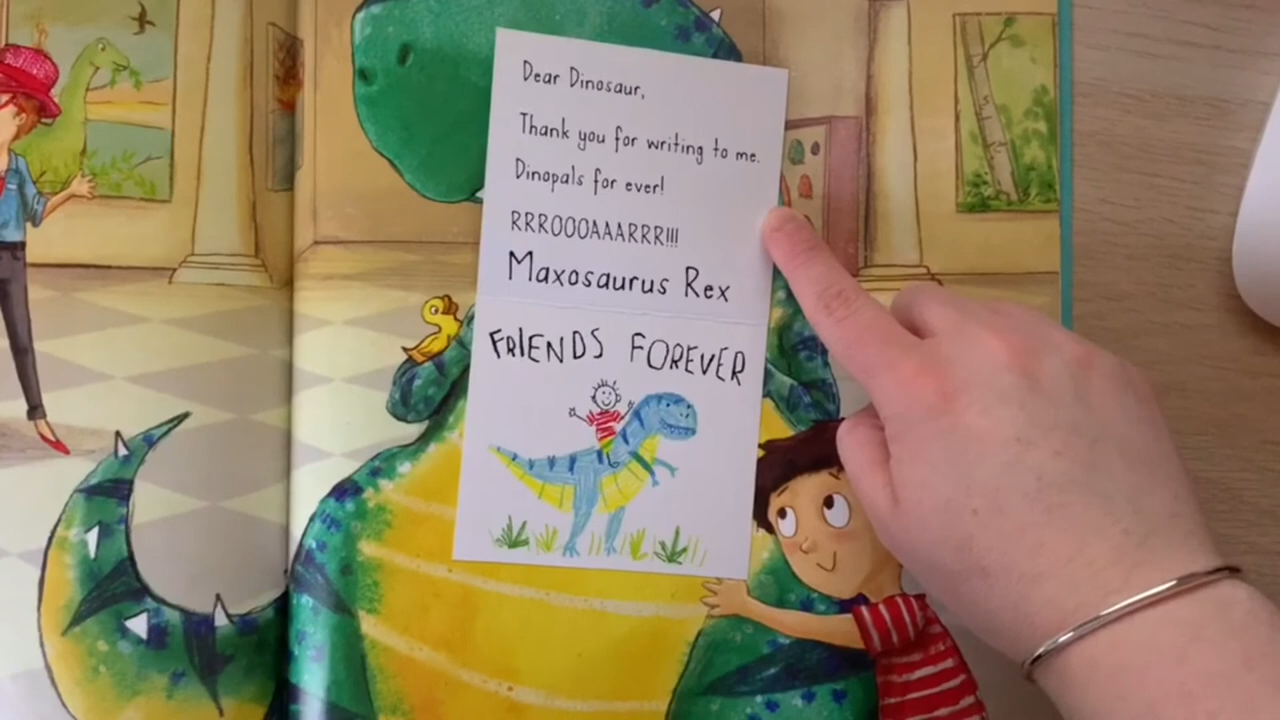 Dear Dinosaur,
Thank you for writing to me.
Dinopals for ever!
RRROOOAAARRR!!!
Maxosaurus Rex
FRIENDS FOREVER